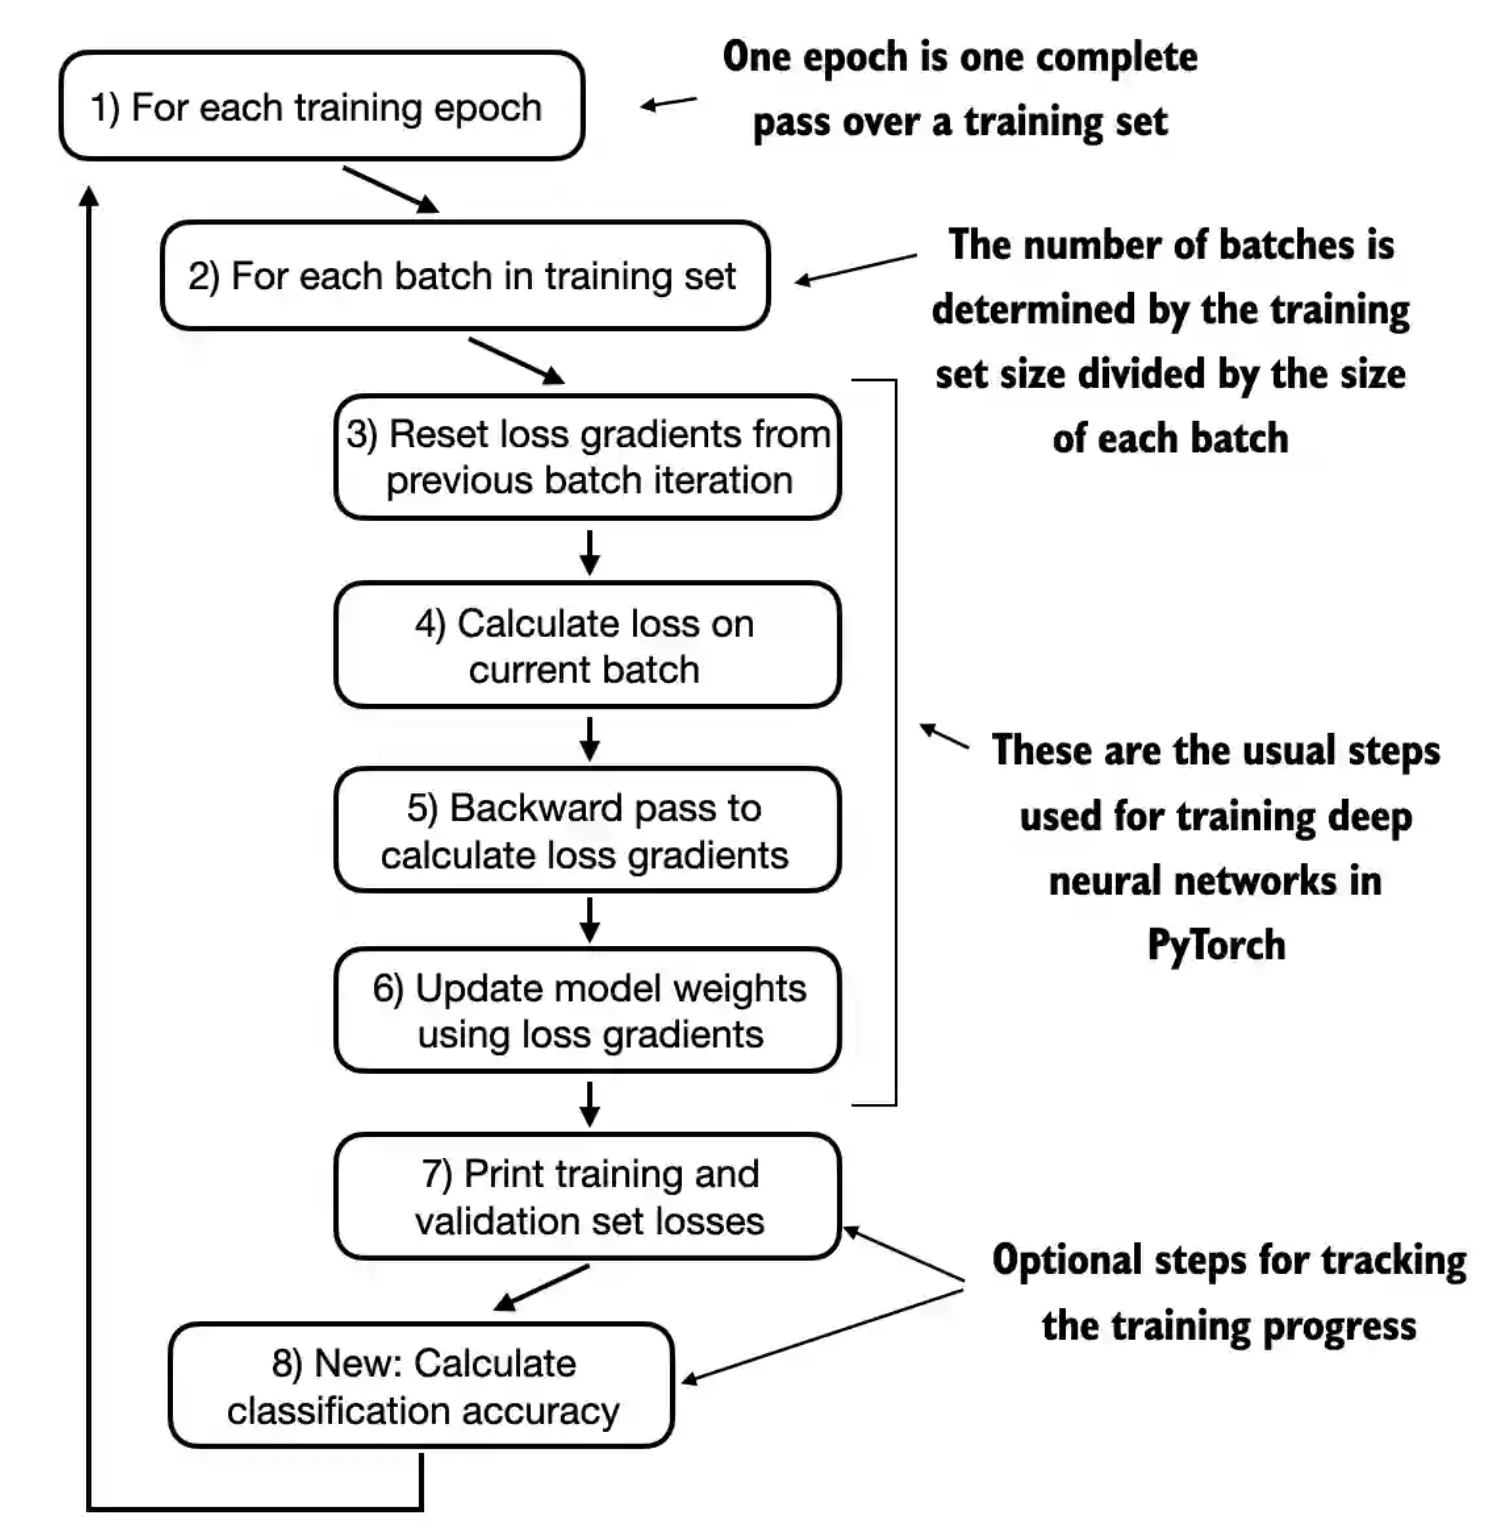 1) For each training epoch
One epoch is one complete
pass over a training set
2) For each batch in training set
The number of batches is
determined by the training
set size divided by the size
of each batch
3) Reset loss gradients from
previous batch iteration
4) Calculate loss on
current batch
5) Backward pass to
calculate loss gradients
6) Update model weights
using loss gradients
These are the usual steps
used for training deep
neural networks in
PyTorch
7) Print training and
validation set losses
8) New: Calculate
classification accuracy
Optional steps for tracking
the training progress